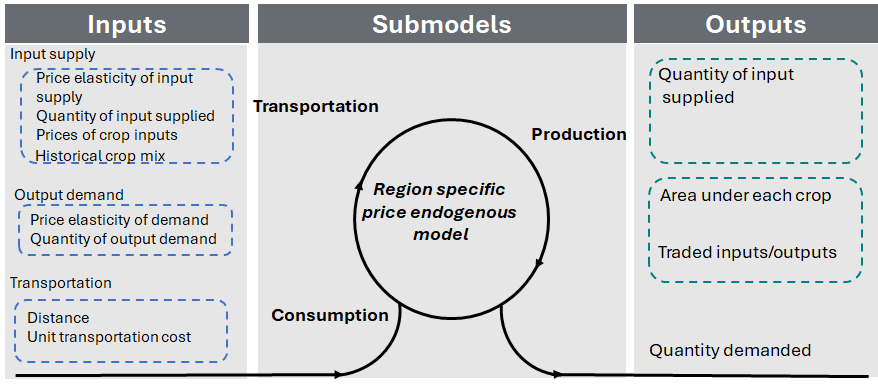 Inputs
Input supply
Price elasticity of input
supply
Quantity of input supplied
Prices of crop inputs
Historical crop mix
Output demand
Price elasticity of demand
Quantity of output demand
Transportation
Distance
Unit transportation cost
Submodels
Transportation
Production
Region specific
price endogenous
model
Consumption
Outputs
Quantity of input
supplied
Area under each crop
Traded inputs/outputs
Quantity demanded